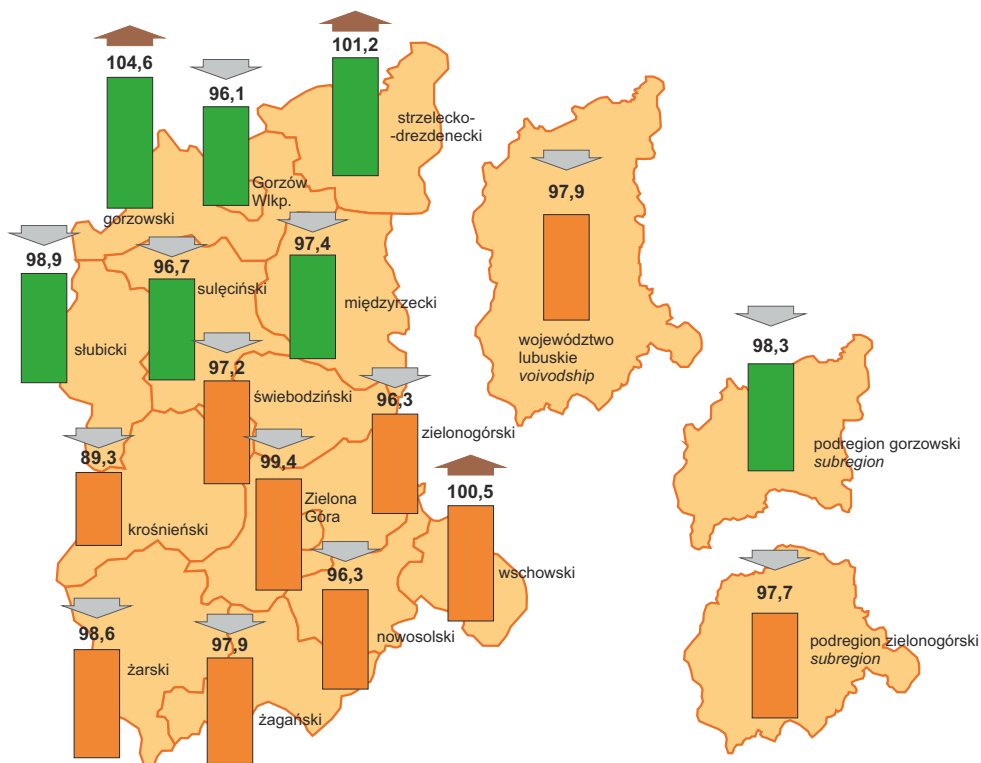 104,6
gorzowski
96,1
Gorzów
Wlkp.
101,2
strzelecko-
-drezdenecki
98,9
słubicki
96,7
sulęciński
97,4
międzyrzecki
97,2
świebodziński
96,3
zielonogórski
89,3
krośnieński
99,4
Zielona
Góra
100,5
wschowski
96,3
nowosolski
98,6
żarski
97,9
żagański
97,9
województwo
lubuskie
voivodship
98,3
podregion gorzowski
subregion
97,7
podregion zielonogórski
subregion